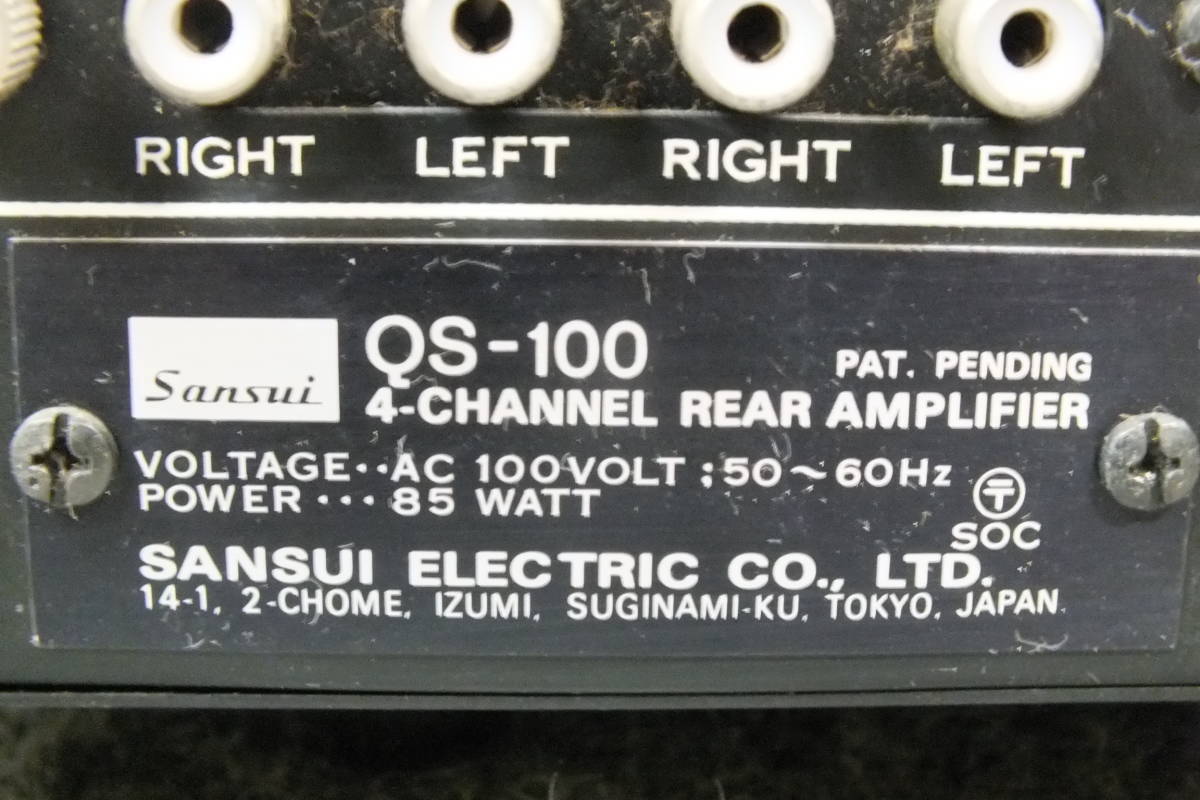 RIGHT LEFT RIGHT LEFT
Sansui
QS-100
PAT. PENDING
4-CHANNEL REAR AMPLIFIER
VOLTAGE··AC 100VOLT ; 50~60Hz
POWER ··· 85 WATT
〒
SOC
SANSUI ELECTRIC CO., LTD.
14-1, 2-CHOME, IZUMI, SUGINAMI-KU, TOKYO, JAPAN.